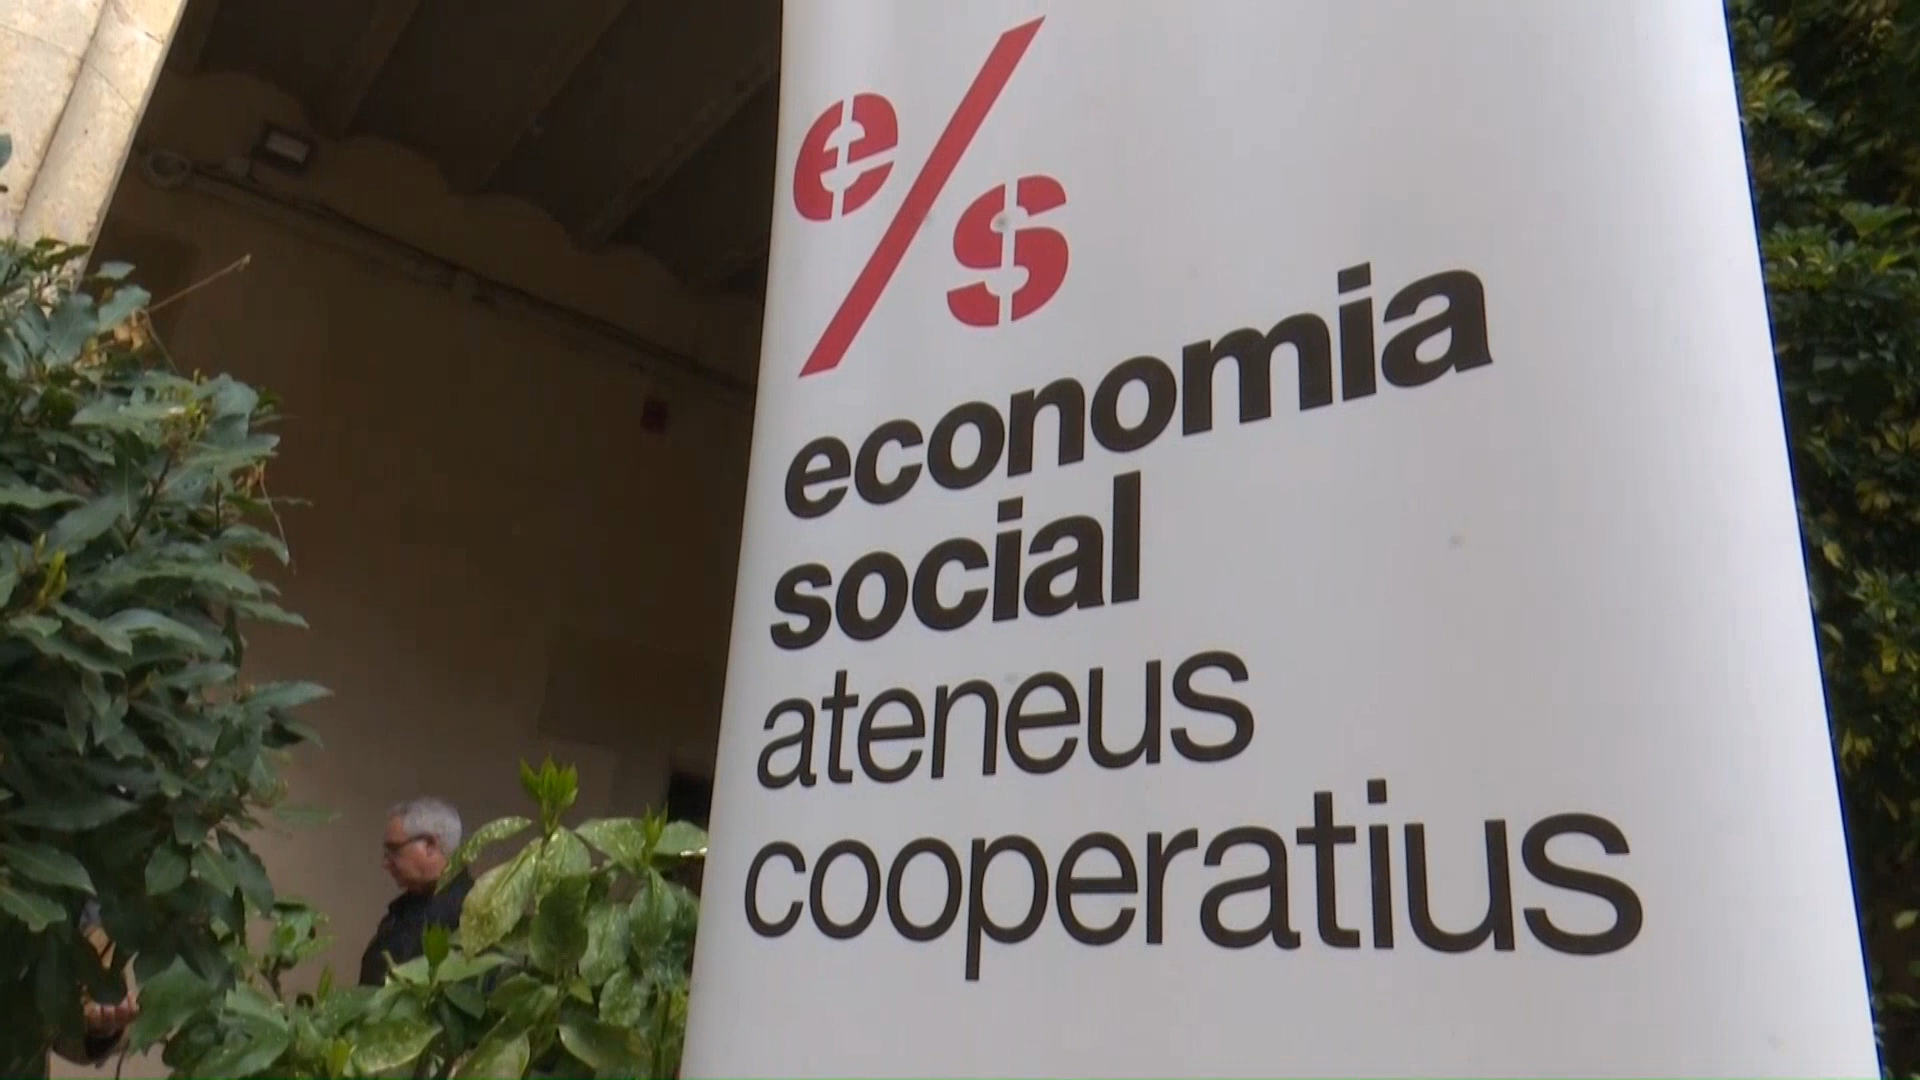 e/s
economia
social
ateneus
cooperatius